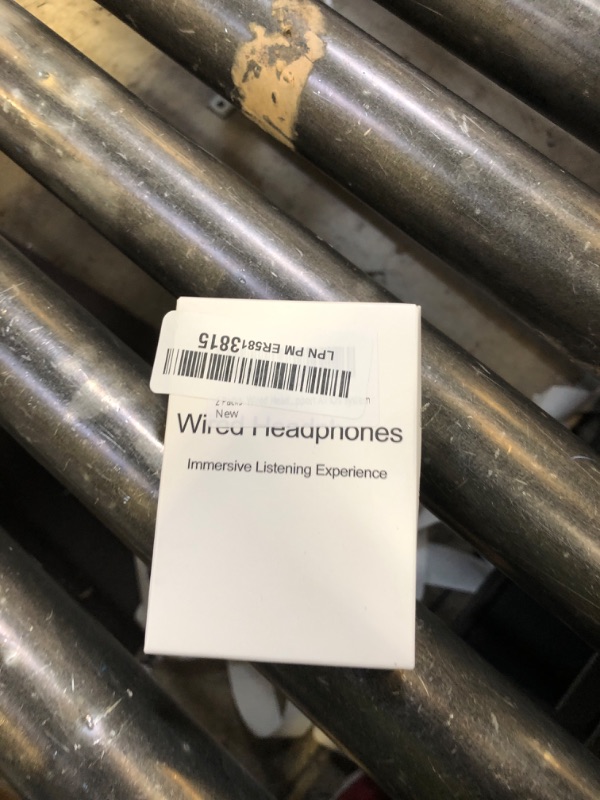 LPN PM ER5813815
New
Wired Headphones
Immersive Listening Experience